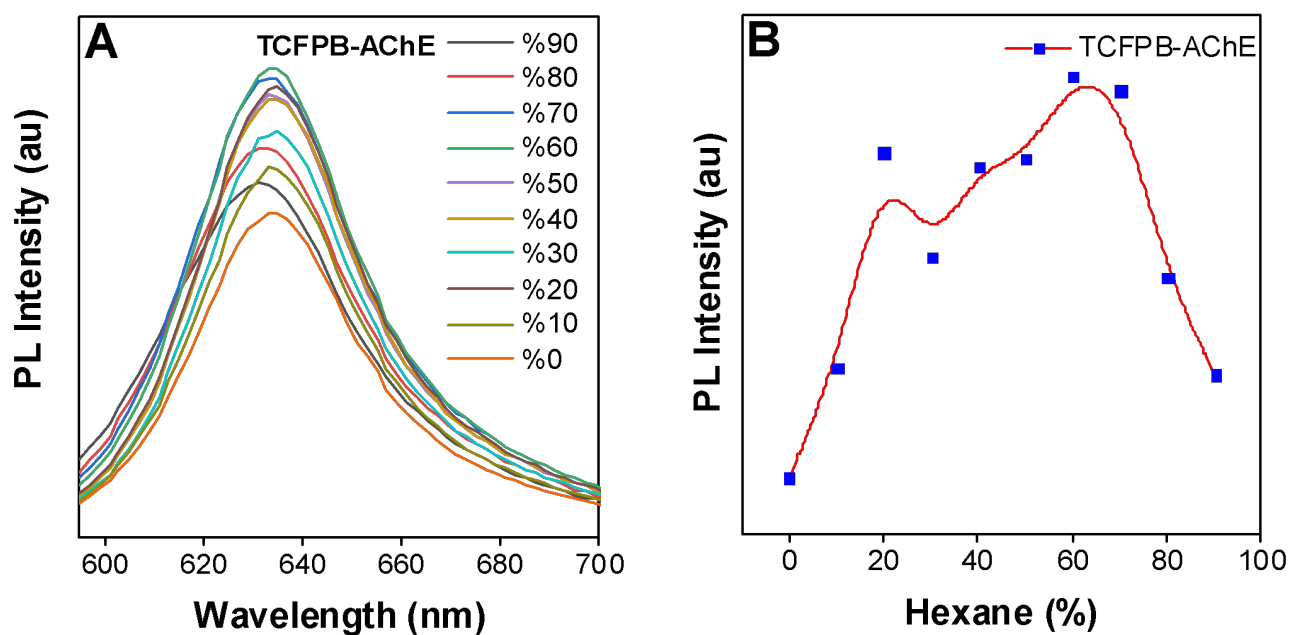 A
TCFPB-AChE
%90
%80
%70
%60
%50
%40
%30
%20
%10
%0
PL Intensity (au)
600 620 640 660 680 700
Wavelength (nm)
B
TCFPB-AChE
PL Intensity (au)
0 20 40 60 80 100
Hexane (%)